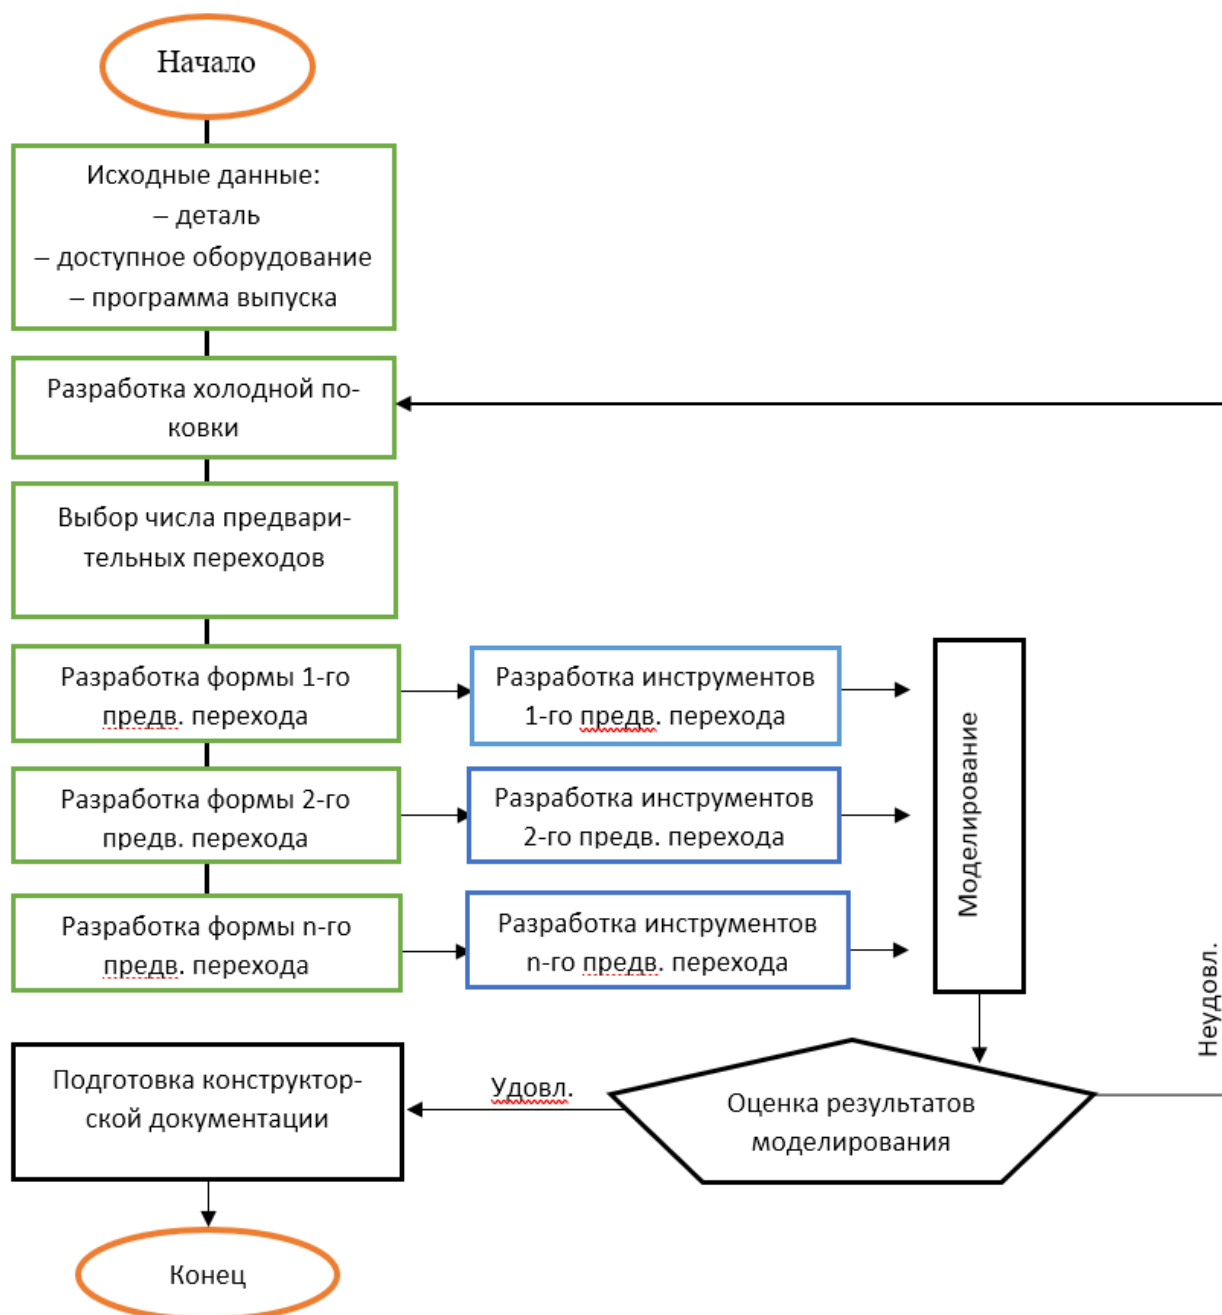 Начало
Исходные данные:
– деталь
– доступное оборудование
– программа выпуска
Разработка холодной по-
ковки
Выбор числа предвари-
тельных переходов
Разработка формы 1-го
предв. перехода
Разработка инструментов
1-го предв. перехода
Разработка формы 2-го
предв. перехода
Разработка инструментов
2-го предв. перехода
Разработка формы n-го
предв. перехода
Разработка инструментов
n-го предв. перехода
Моделирование
Неудовл.
Оценка результатов
моделирования
Удовл.
Подготовка конструктор-
ской документации
Конец